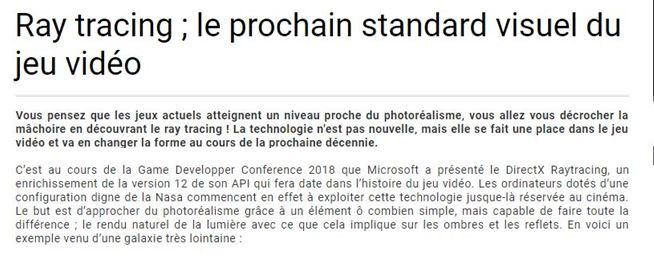 Ray tracing ; le prochain standard visuel du
jeu vidéo
Vous pensez que les jeux actuels atteignent un niveau proche du photoréalisme, vous allez vous décrocher la
mâchoire en découvrant le ray tracing ! La technologie n'est pas nouvelle, mais elle se fait une place dans le jeu
vidéo et va en changer la forme au cours de la prochaine décennie.
C'est au cours de la Game Developper Conference 2018 que Microsoft a présenté le DirectX Raytracing, un
enrichissement de la version 12 de son API qui fera date dans l'histoire du jeu vidéo. Les ordinateurs dotés d'une
configuration digne de la Nasa commencent en effet à exploiter cette technologie jusque-là réservée au cinéma.
Le but est d'approcher du photoréalisme grâce à un élément ô combien simple, mais capable de faire toute la
différence ; le rendu naturel de la lumière avec ce que cela implique sur les ombres et les reflets. En voici un
exemple venu d'une galaxie très lointaine :